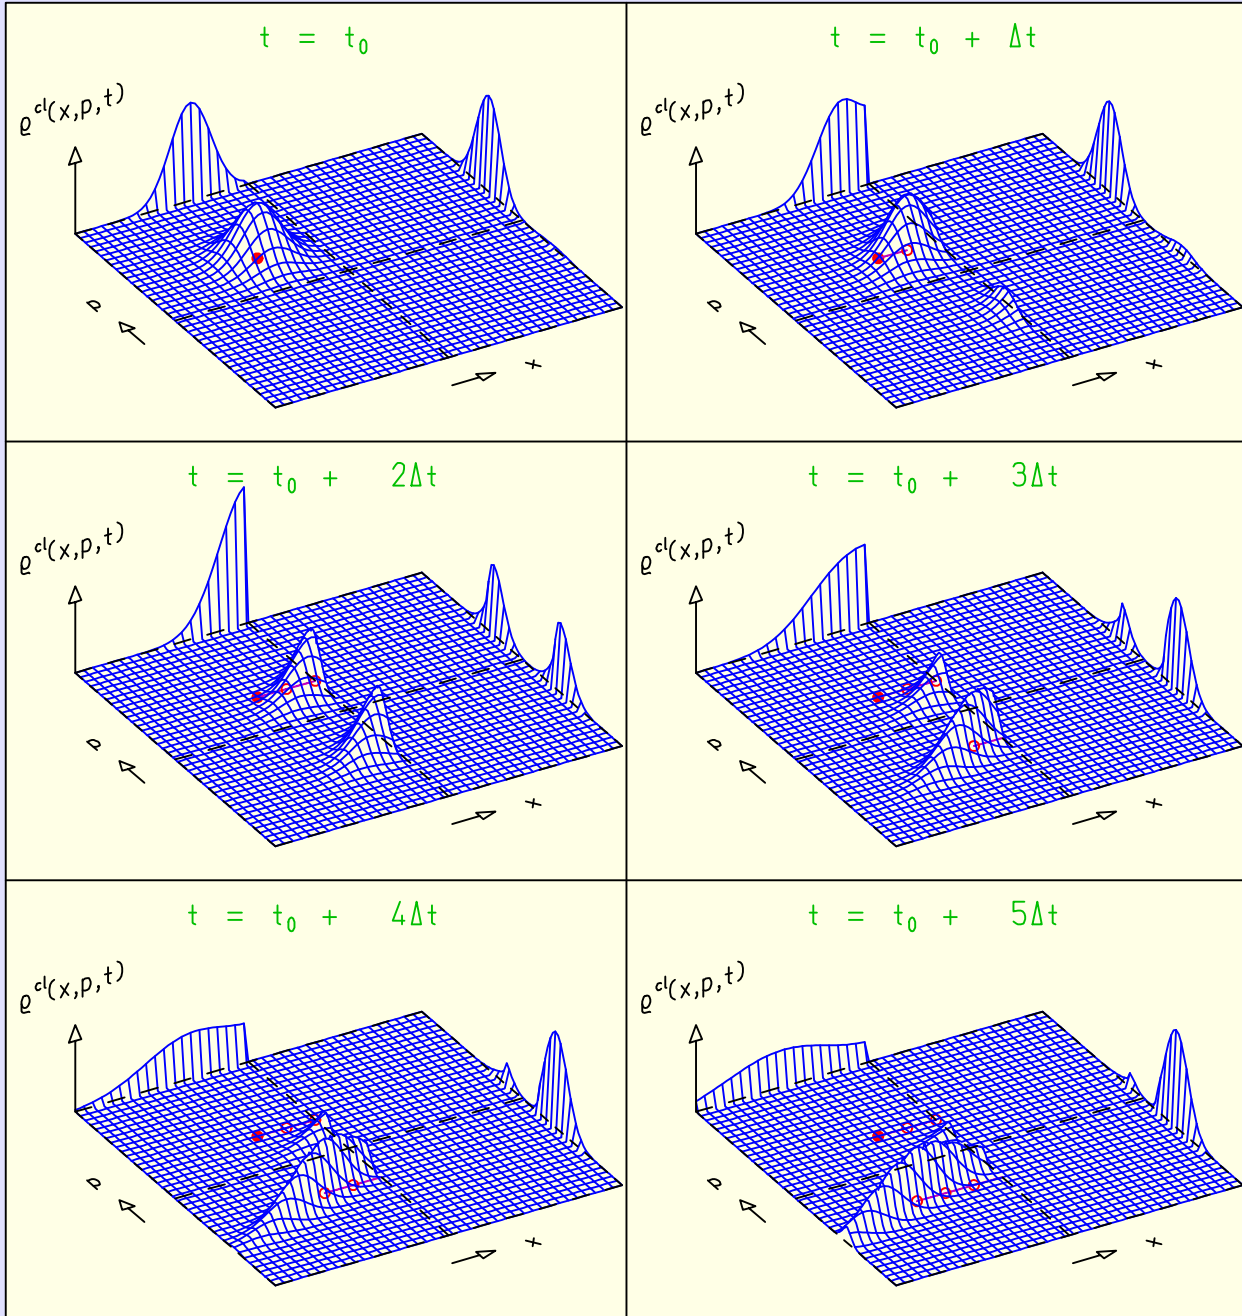 t = t₀
ϱᶜˡ(x,p,t)
p
x
t = t₀ + Δt
ϱᶜˡ(x,p,t)
p
x
t = t₀ + 2Δt
ϱᶜˡ(x,p,t)
p
x
t = t₀ + 3Δt
ϱᶜˡ(x,p,t)
p
x
t = t₀ + 4Δt
ϱᶜˡ(x,p,t)
p
x
t = t₀ + 5Δt
ϱᶜˡ(x,p,t)
p
x